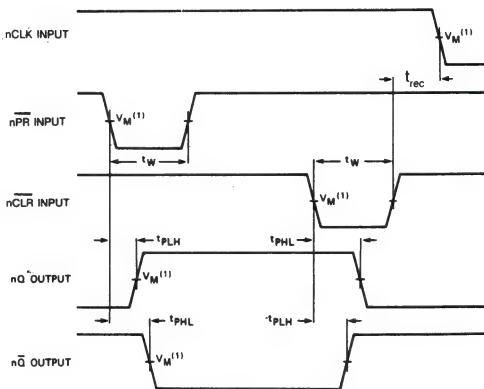 nCLK INPUT
VM(1)
trec
nPR INPUT
VM(1)
tW
tW
nCLR INPUT
VM(1)
tPLH
tPHL
nQ OUTPUT
VM(1)
tPHL
tPLH
nQ OUTPUT
VM(1)